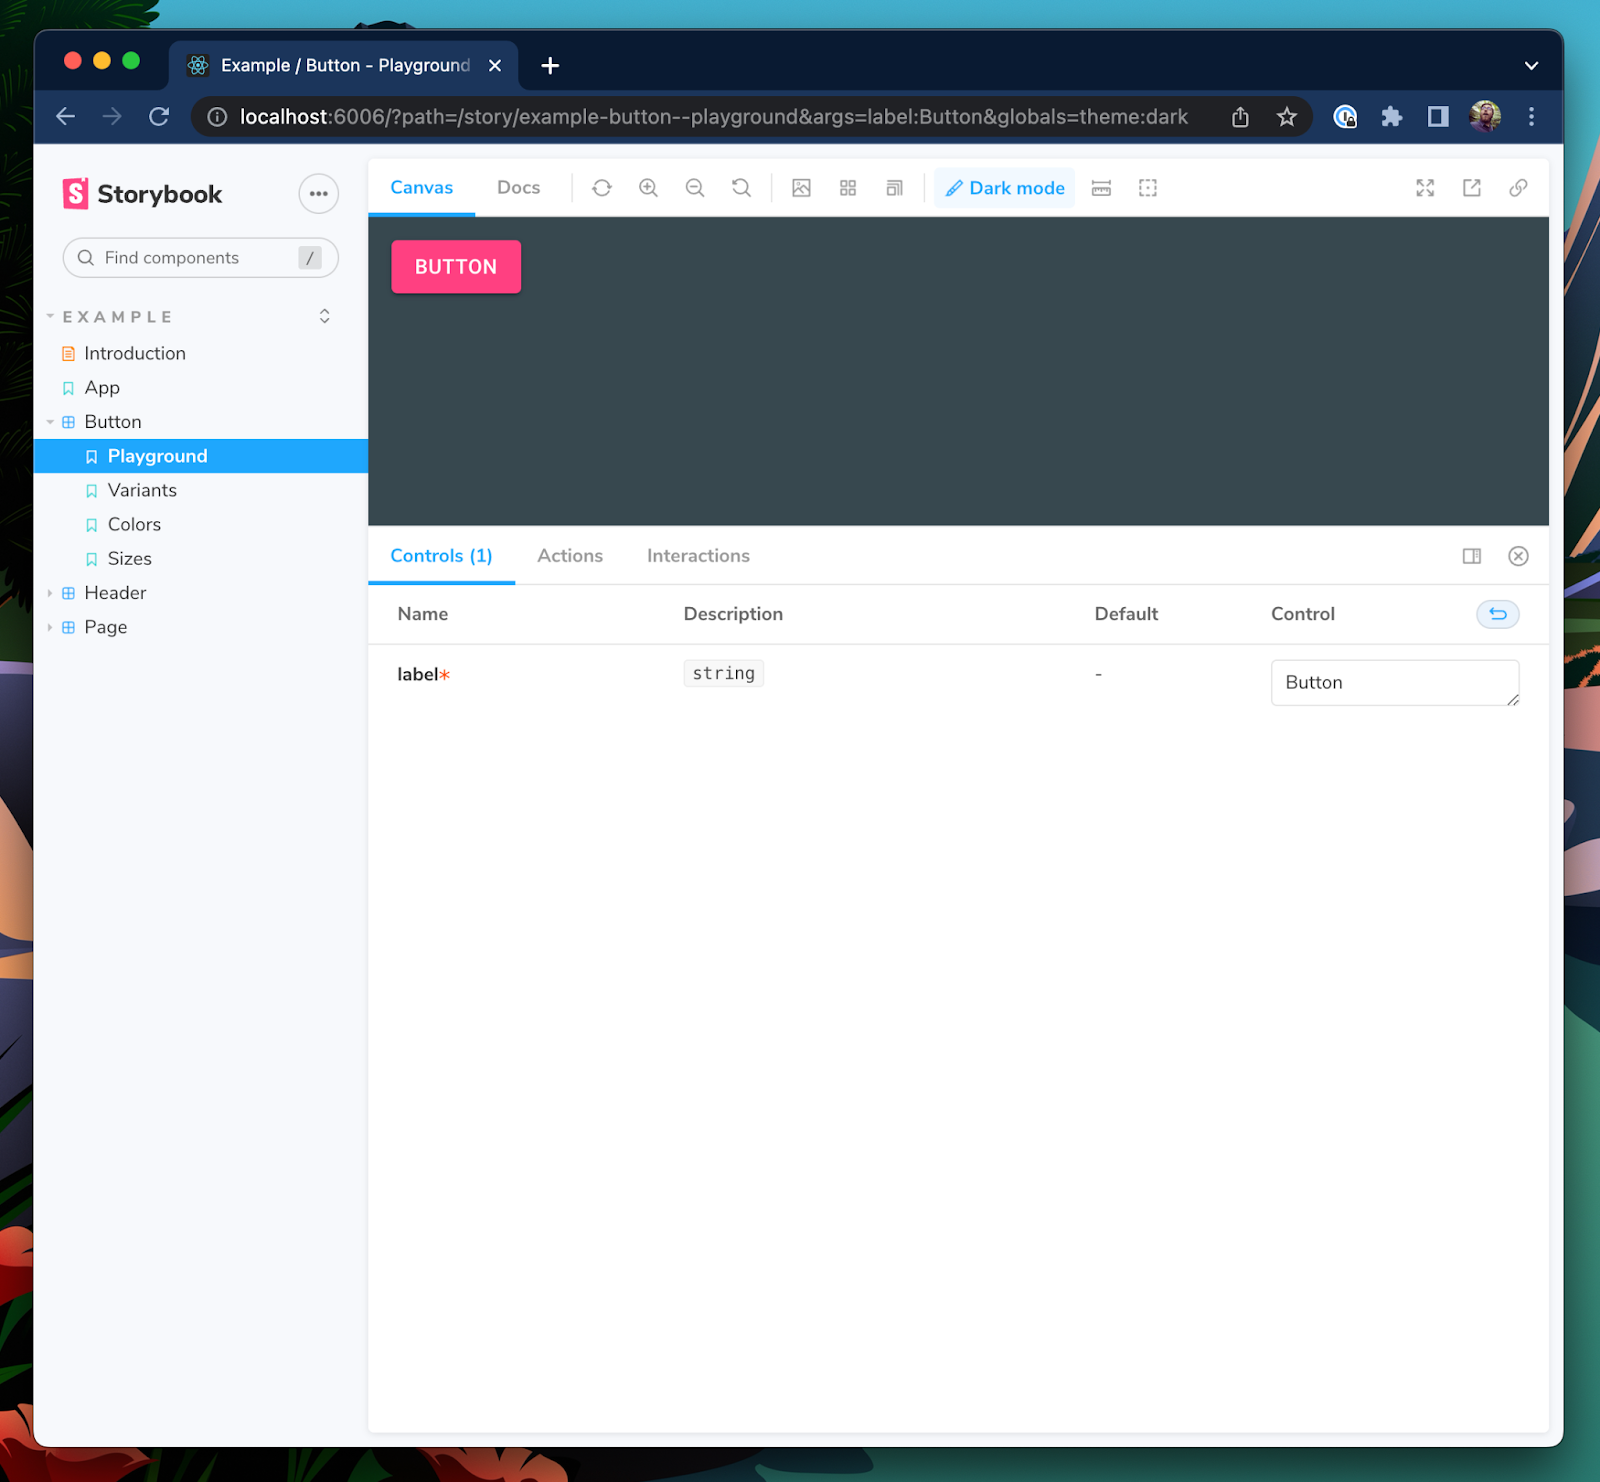 Example / Button - Playground
localhost:6006/?path=/story/example-button--playground&args=label:Button&globals=theme:dark
S Storybook
Find components /
EXAMPLE
Introduction
App
Button
Playground
Variants
Colors
Sizes
Header
Page
Canvas Docs Dark mode
BUTTON
Controls (1) Actions Interactions
Name Description Default Control
label* string - Button